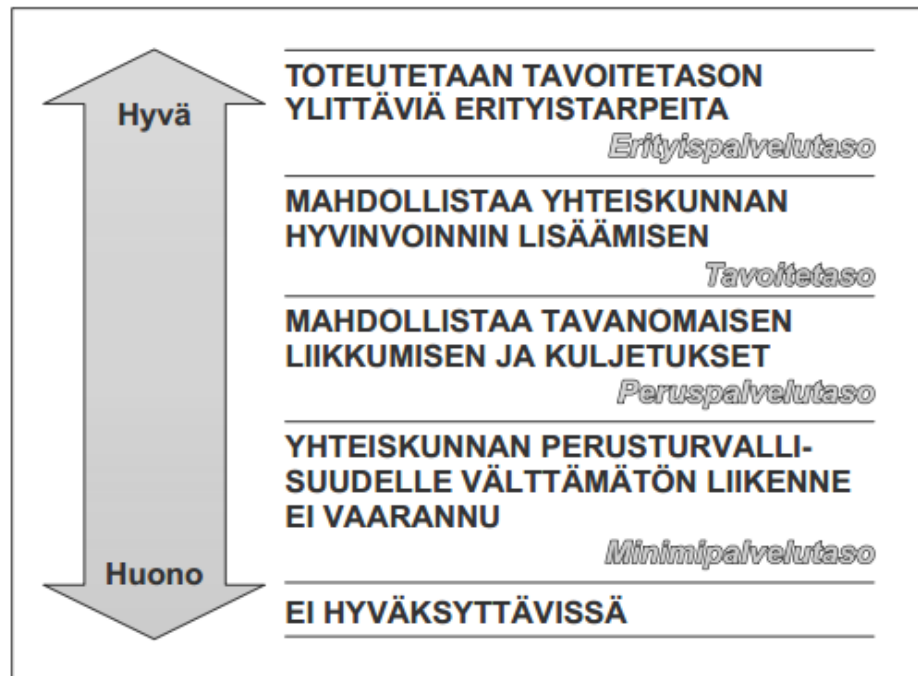 Hyvä
TOTEUTETAAN TAVOITETASON
YLITTÄVIÄ ERITYISTARPEITA
Erityispalvelutaso
MAHDOLLISTAA YHTEISKUNNAN
HYVINVOINNIN LISÄÄMISEN
Tavoitetaso
MAHDOLLISTAA TAVANOMAISEN
LIIKKUMISEN JA KULJETUKSET
Peruspalvelutaso
YHTEISKUNNAN PERUSTURVALLI-
SUUDELLE VÄLTTÄMÄTÖN LIIKENNE
EI VAARANNU
Minimipalvelutaso
Huono
EI HYVÄKSYTTÄVISSÄ